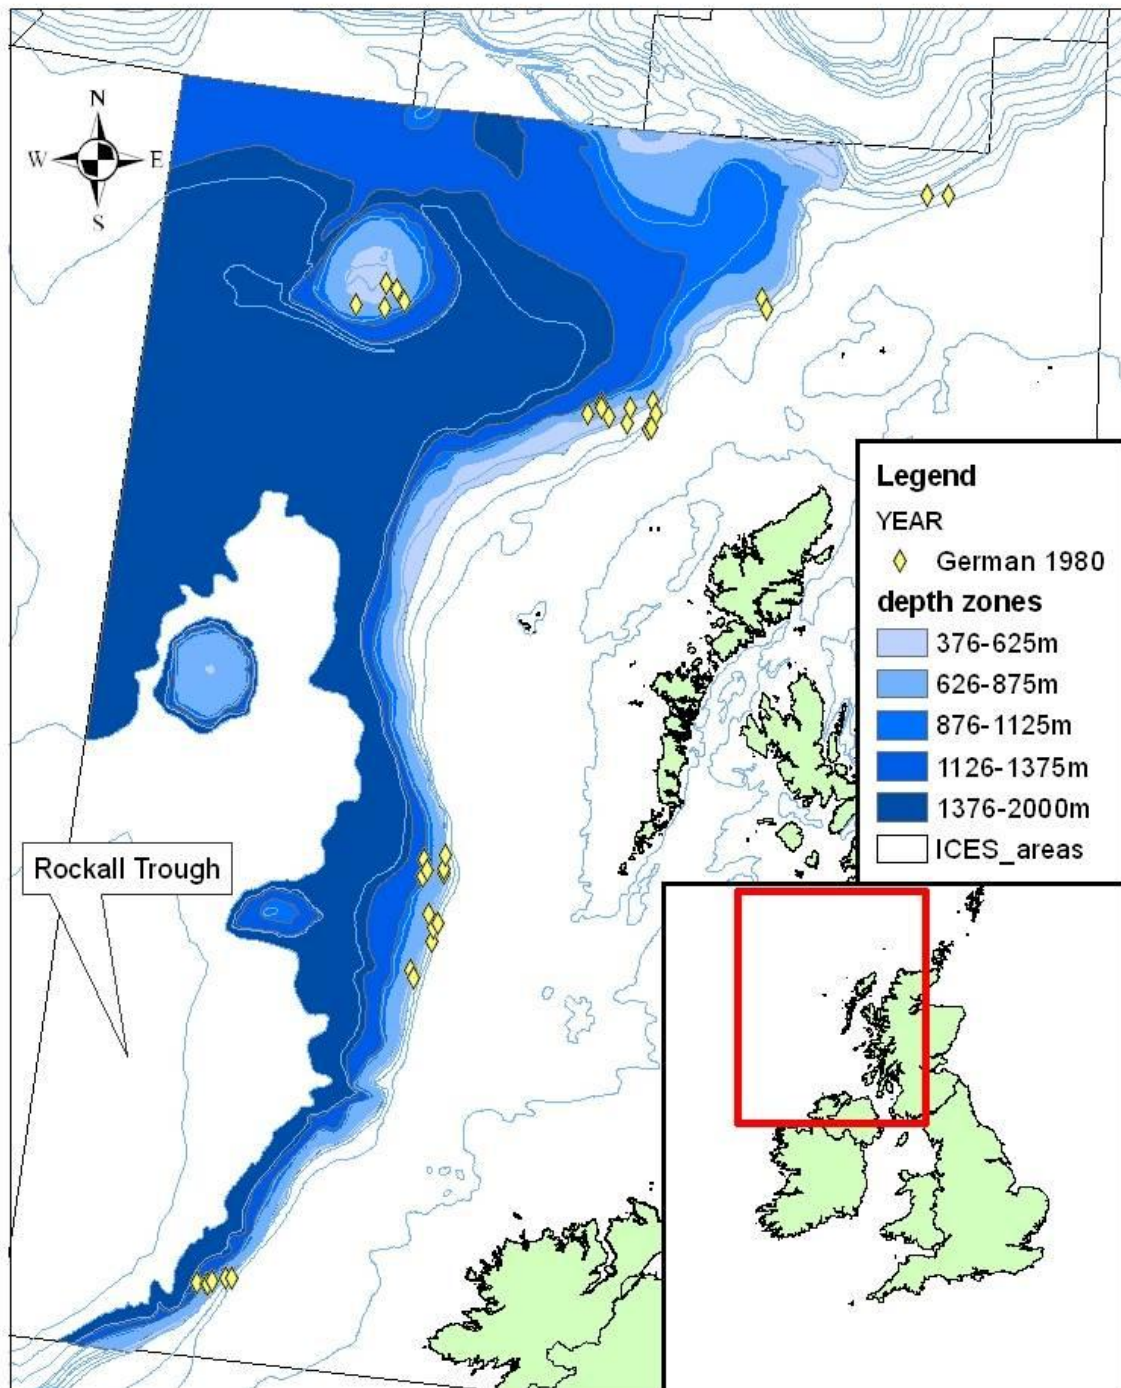 N
W E
S
Legend
YEAR
German 1980
depth zones
376-625m
626-875m
876-1125m
1126-1375m
1376-2000m
ICES_areas
Rockall Trough